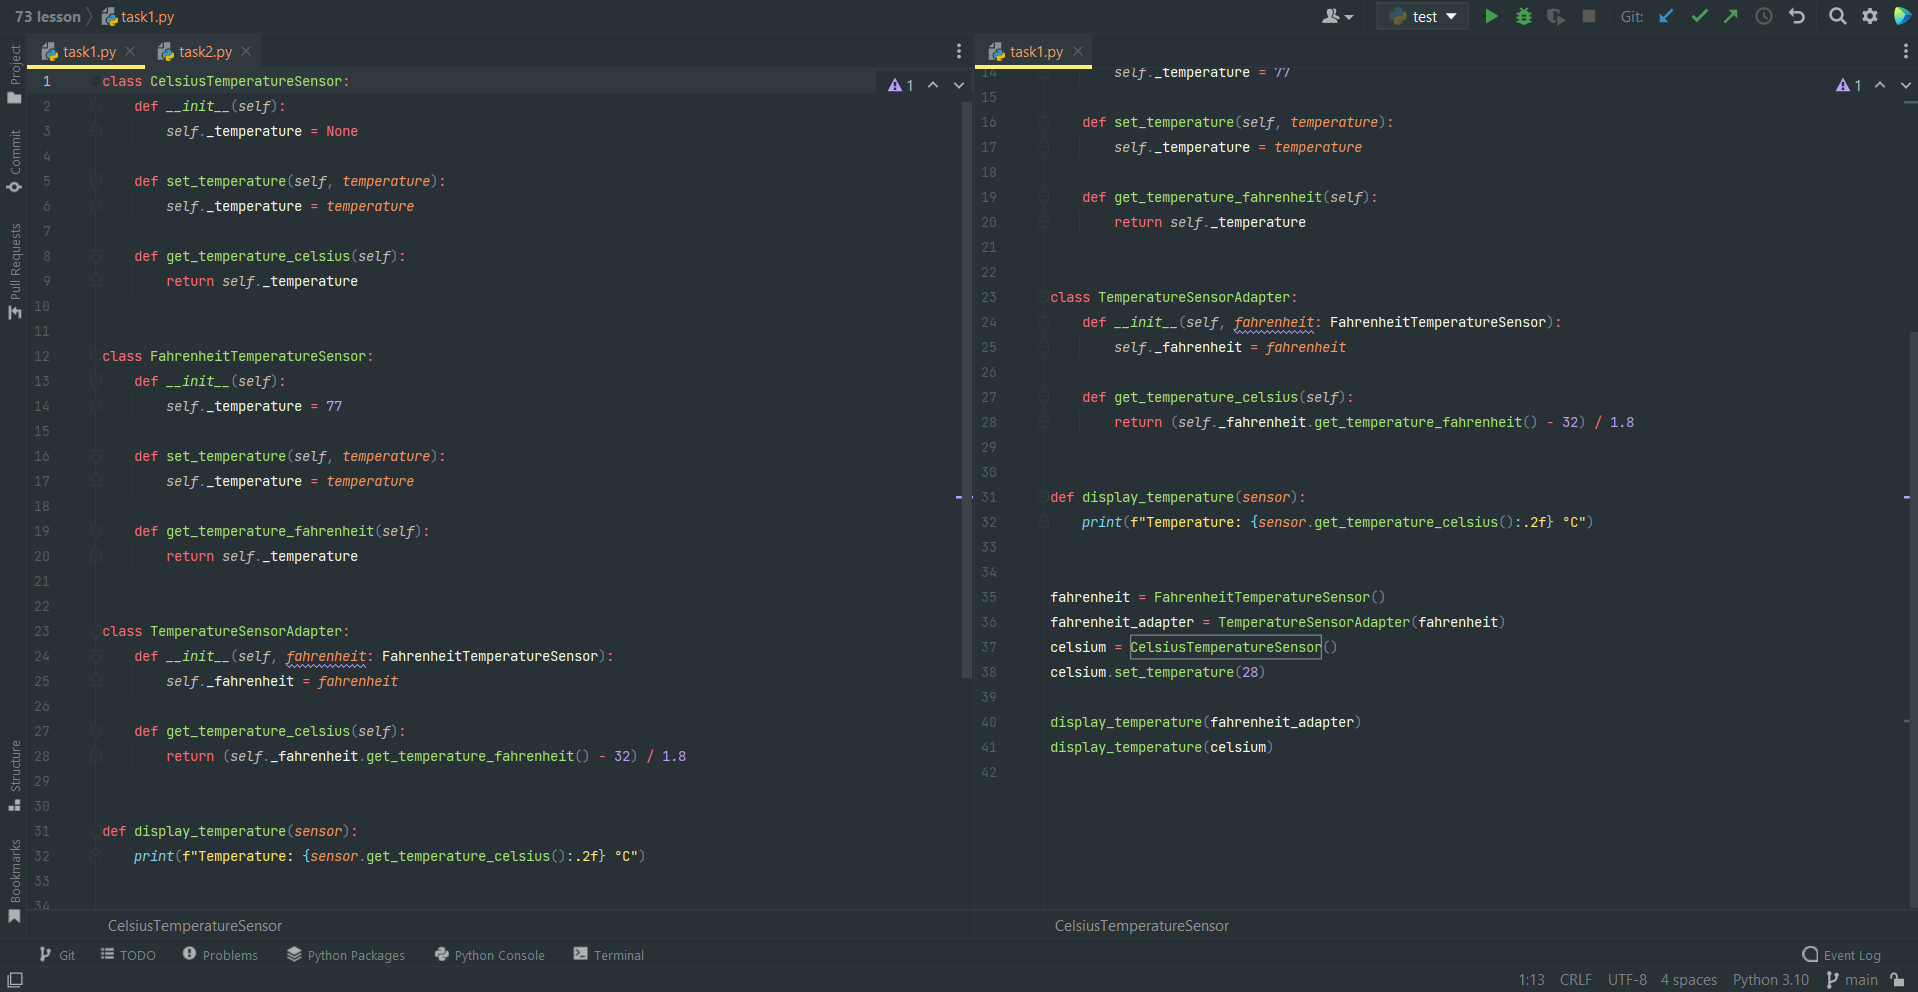 73 lesson
task1.py
test
Git:
Project
Commit
Pull Requests
Structure
Bookmarks
task1.py
task2.py
1
1 class CelsiusTemperatureSensor:
2 def __init__(self):
3 self._temperature = None
4
5 def set_temperature(self, temperature):
6 self._temperature = temperature
7
8 def get_temperature_celsius(self):
9 return self._temperature
10
11
12 class FahrenheitTemperatureSensor:
13 def __init__(self):
14 self._temperature = 77
15
16 def set_temperature(self, temperature):
17 self._temperature = temperature
18
19 def get_temperature_fahrenheit(self):
20 return self._temperature
21
22
23 class TemperatureSensorAdapter:
24 def __init__(self, fahrenheit: FahrenheitTemperatureSensor):
25 self._fahrenheit = fahrenheit
26
27 def get_temperature_celsius(self):
28 return (self._fahrenheit.get_temperature_fahrenheit() - 32) / 1.8
29
30
31 def display_temperature(sensor):
32 print(f"Temperature: {sensor.get_temperature_celsius():.2f} °C")
33
34
CelsiusTemperatureSensor
task1.py
1
14 self._temperature = 77
15
16 def set_temperature(self, temperature):
17 self._temperature = temperature
18
19 def get_temperature_fahrenheit(self):
20 return self._temperature
21
22
23 class TemperatureSensorAdapter:
24 def __init__(self, fahrenheit: FahrenheitTemperatureSensor):
25 self._fahrenheit = fahrenheit
26
27 def get_temperature_celsius(self):
28 return (self._fahrenheit.get_temperature_fahrenheit() - 32) / 1.8
29
30
31 def display_temperature(sensor):
32 print(f"Temperature: {sensor.get_temperature_celsius():.2f} °C")
33
34
35 fahrenheit = FahrenheitTemperatureSensor()
36 fahrenheit_adapter = TemperatureSensorAdapter(fahrenheit)
37 celsium = CelsiusTemperatureSensor()
38 celsium.set_temperature(28)
39
40 display_temperature(fahrenheit_adapter)
41 display_temperature(celsium)
42
CelsiusTemperatureSensor
Git
TODO
Problems
Python Packages
Python Console
Terminal
Event Log
1:13
CRLF
UTF-8
4 spaces
Python 3.10
main